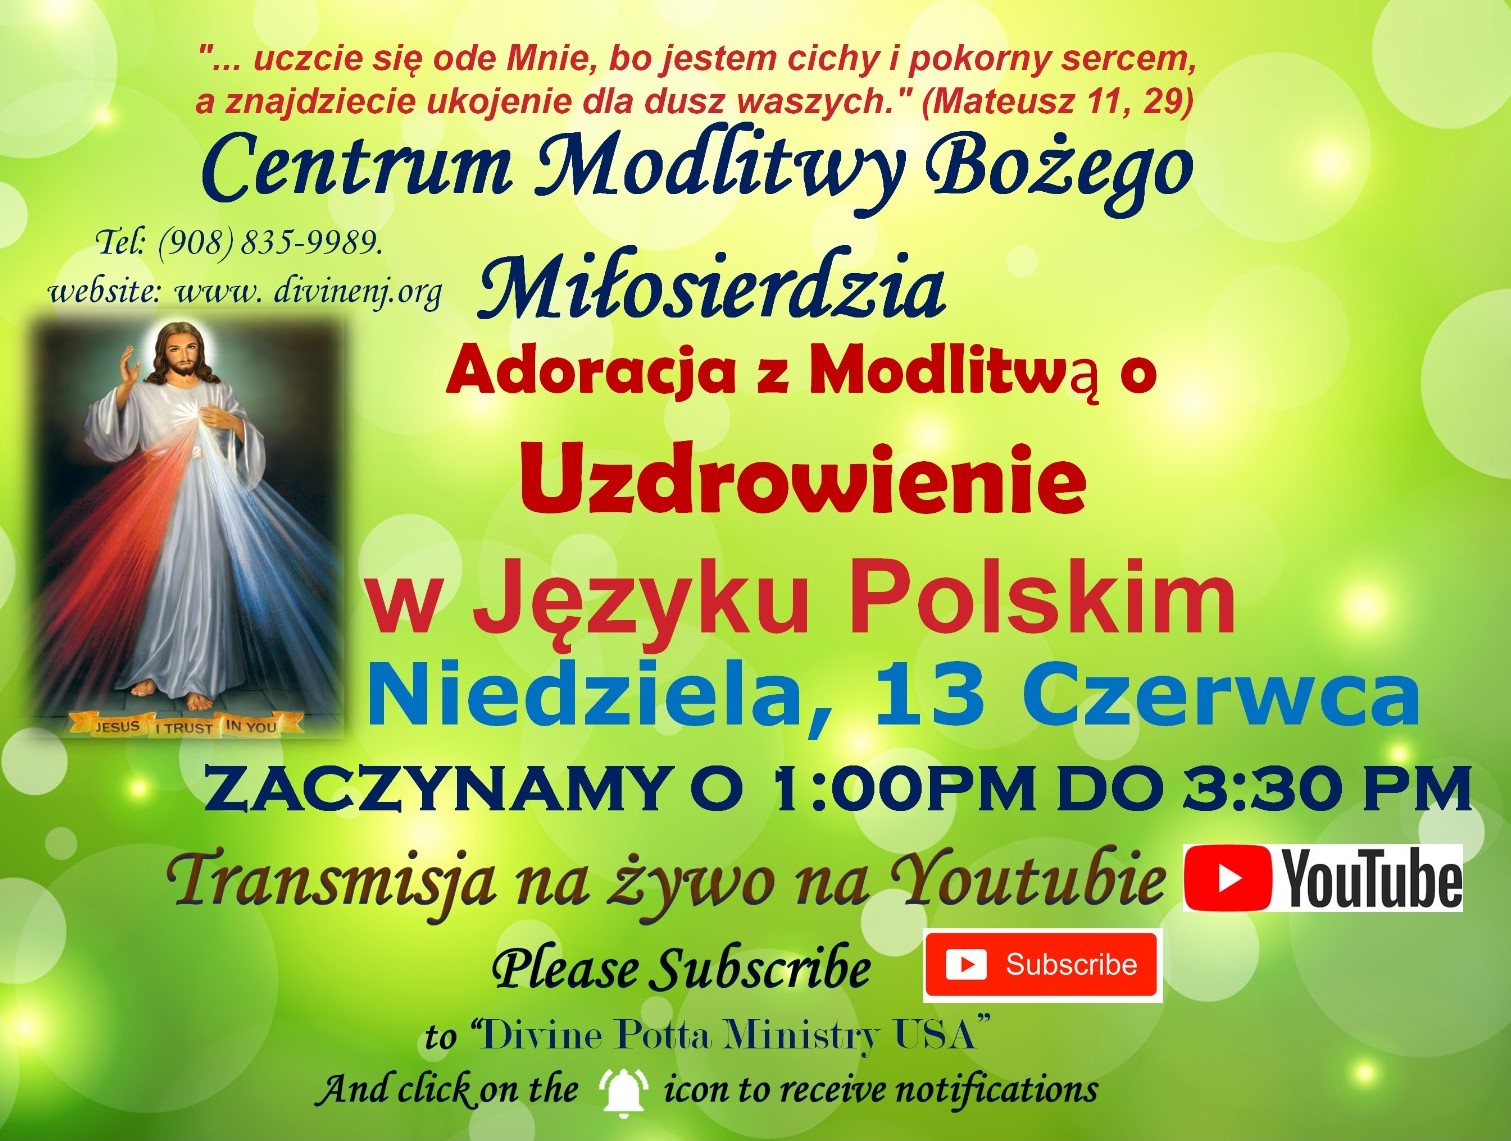 "... uczcie się ode Mnie, bo jestem cichy i pokorny sercem,
a znajdziecie ukojenie dla dusz waszych." (Mateusz 11, 29)
Centrum Modlitwy Bożego
Miłosierdzia
Tel: (908) 835-9989.
website: www. divinenj.org
Adoracja z Modlitwą o
Uzdrowienie
w Języku Polskim
Niedziela, 13 Czerwca
JESUS I TRUST IN YOU
ZACZYNAMY O 1:00PM DO 3:30 PM
Transmisja na żywo na Youtubie YouTube
Please Subscribe Subscribe
to “Divine Potta Ministry USA”
And click on the icon to receive notifications